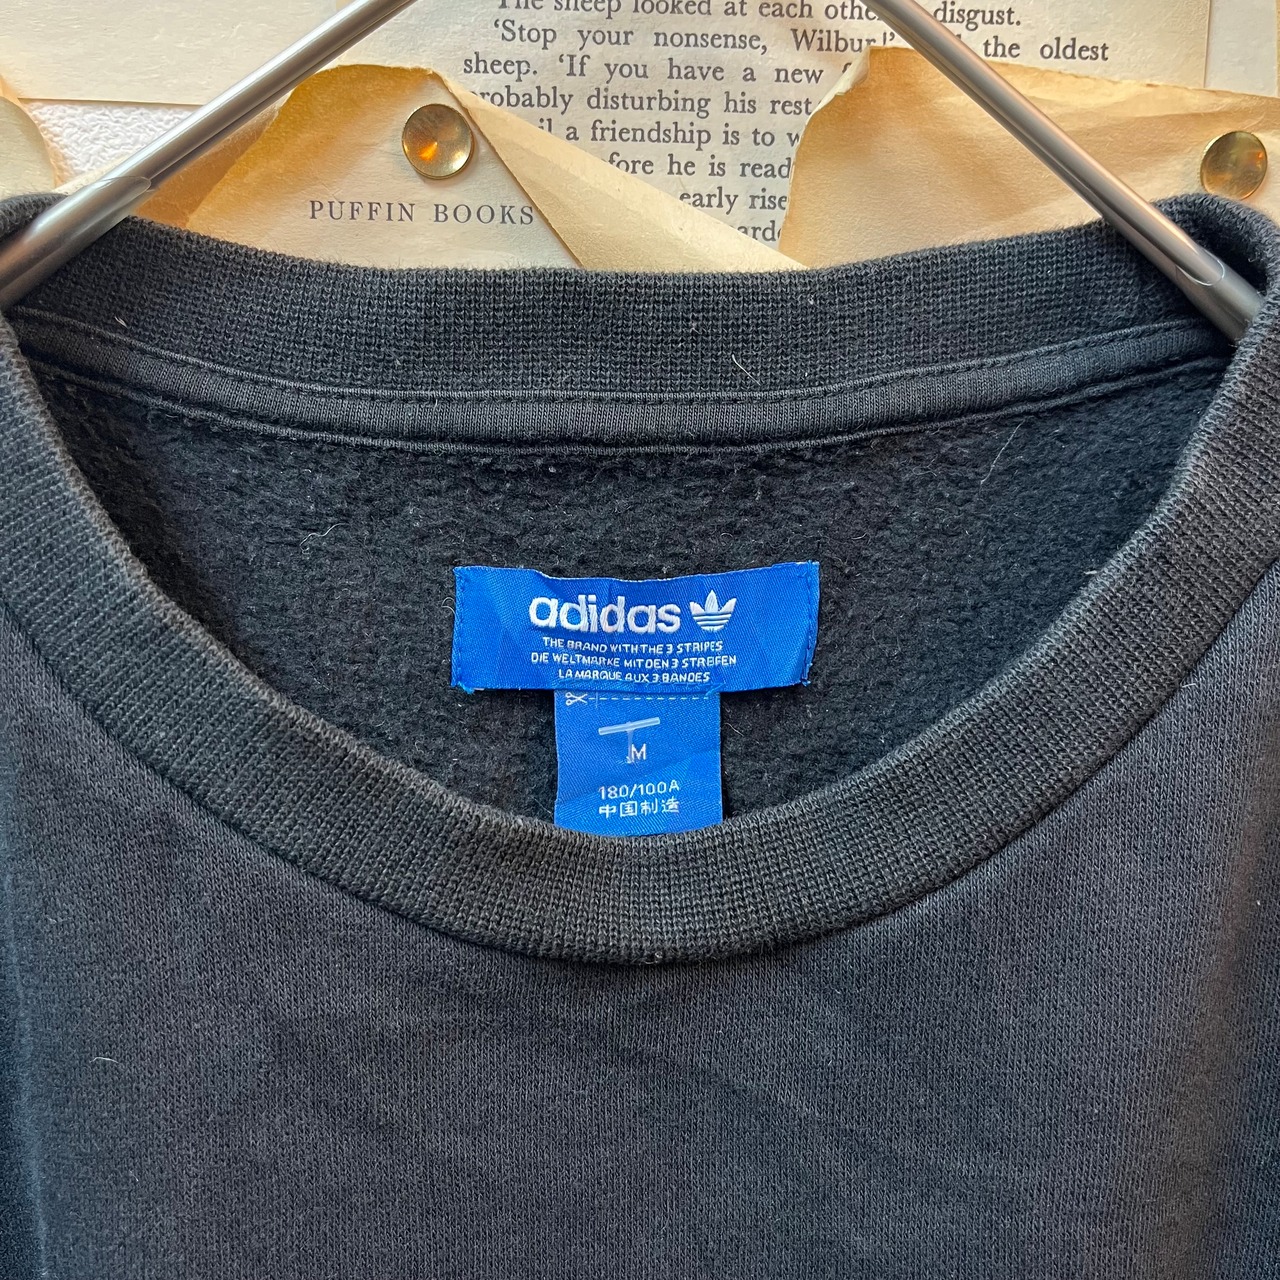 The sheep looked at each othe disgust.
'Stop your nonsense, Wilbur!' the oldest
sheep. 'If you have a new
probably disturbing his rest
a friendship is to
fore he is read
early rise
PUFFIN BOOKS
adidas
THE BRAND WITH THE 3 STRIPES
DIE WELTMARKE MIT DEN 3 STREIFEN
LA MARQUE AUX 3 BANDES
M
180/100A
中国制造